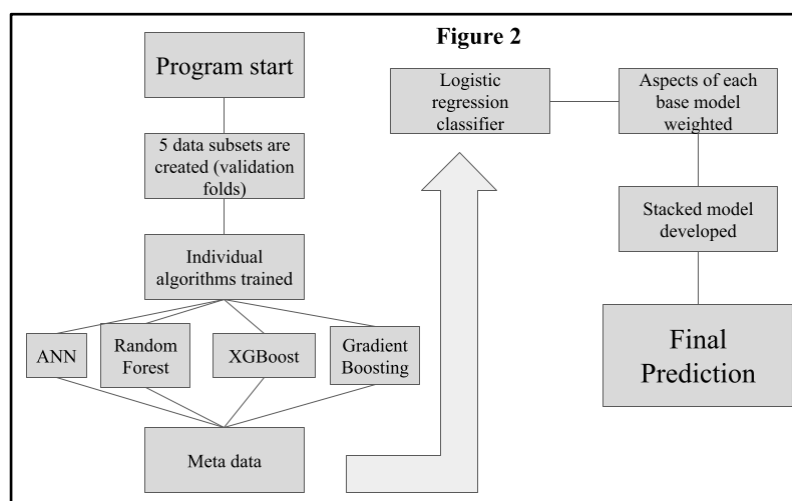 Figure 2
Program start
5 data subsets are
created (validation
folds)
Individual
algorithms trained
ANN
Random
Forest
XGBoost
Gradient
Boosting
Meta data
Logistic
regression
classifier
Aspects of each
base model
weighted
Stacked model
developed
Final
Prediction